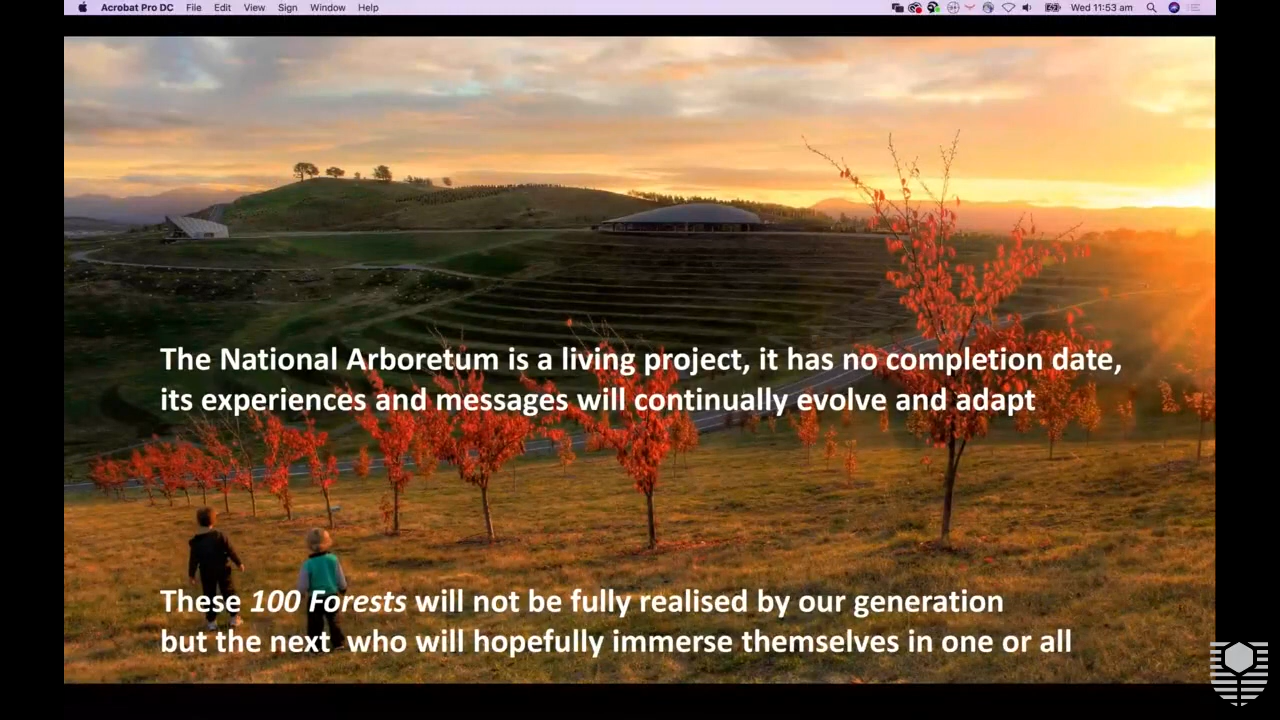 Acrobat Pro DC File Edit View Sign Window Help Wed 11:53 am
The National Arboretum is a living project, it has no completion date,
its experiences and messages will continually evolve and adapt
These 100 Forests will not be fully realised by our generation
but the next who will hopefully immerse themselves in one or all